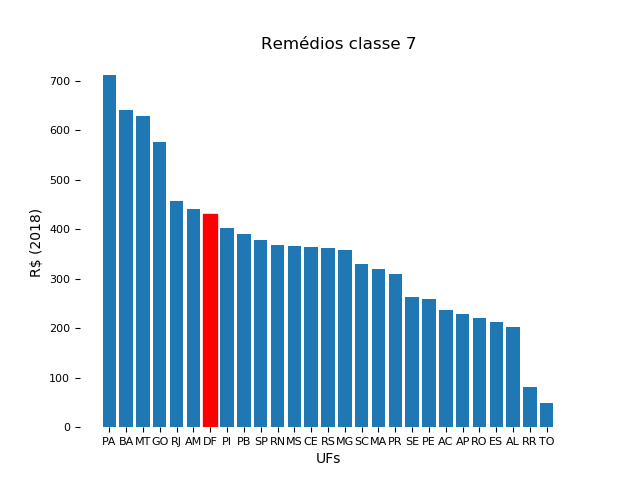 Remédios classe 7
R$ (2018)
700
600
500
400
300
200
100
0
PA BA MT GO RJ AM DF PI PB SP RN MS CE RS MG SC MA PR SE PE AC AP RO ES AL RR TO
UFs